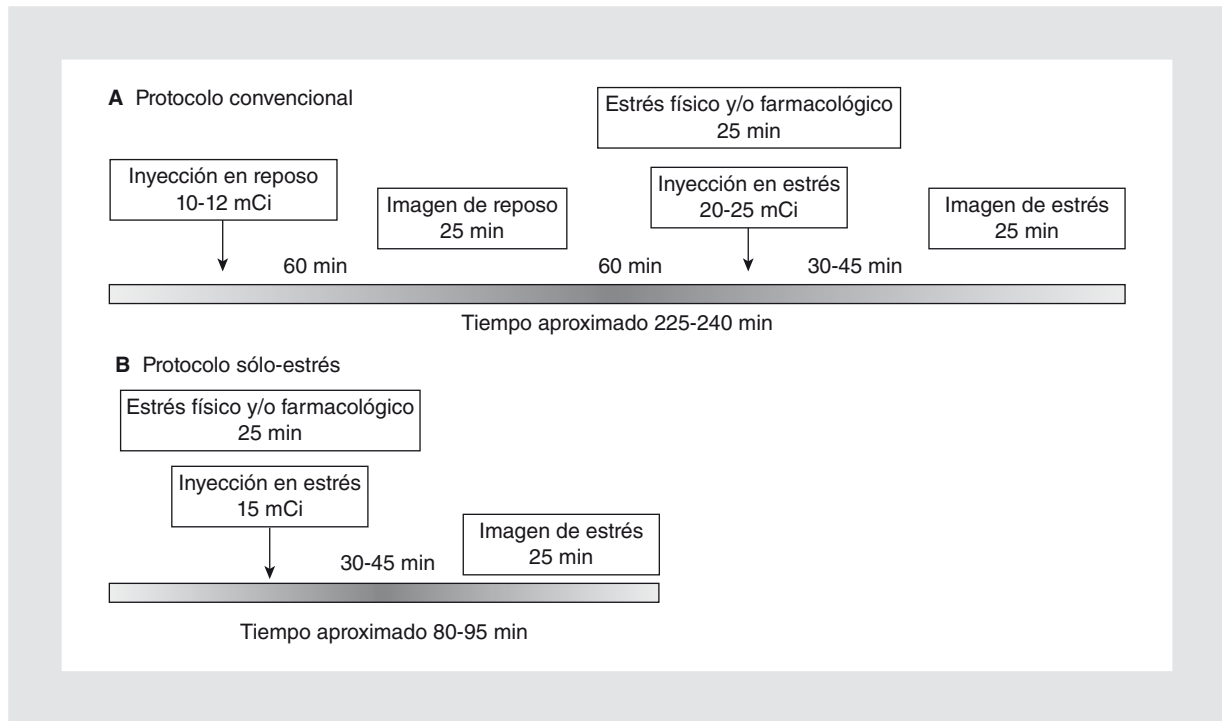 A Protocolo convencional
Estrés físico y/o farmacológico
25 min
Inyección en reposo
10-12 mCi
Imagen de reposo
25 min
Inyección en estrés
20-25 mCi
Imagen de estrés
25 min
60 min
60 min
30-45 min
Tiempo aproximado 225-240 min
B Protocolo sólo-estrés
Estrés físico y/o farmacológico
25 min
Inyección en estrés
15 mCi
Imagen de estrés
25 min
30-45 min
Tiempo aproximado 80-95 min